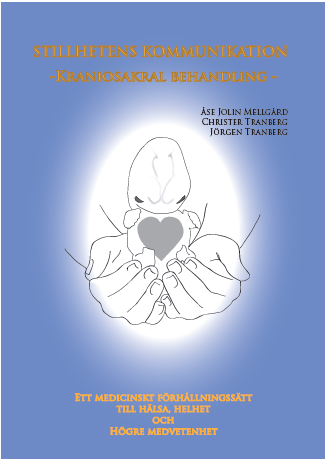 STILLHETENS KOMMUNIKATION
-KRANIOSAKRAL BEHANDLING -
ÅSE JOLIN MELLGÅRD
CHRISTER TRANBERG
JÖRGEN TRANBERG
ETT MEDICINSKT FÖRHÅLLNINGSSÄTT
TILL HÄLSA, HELHET
OCH
HÖGRE MEDVETENHET